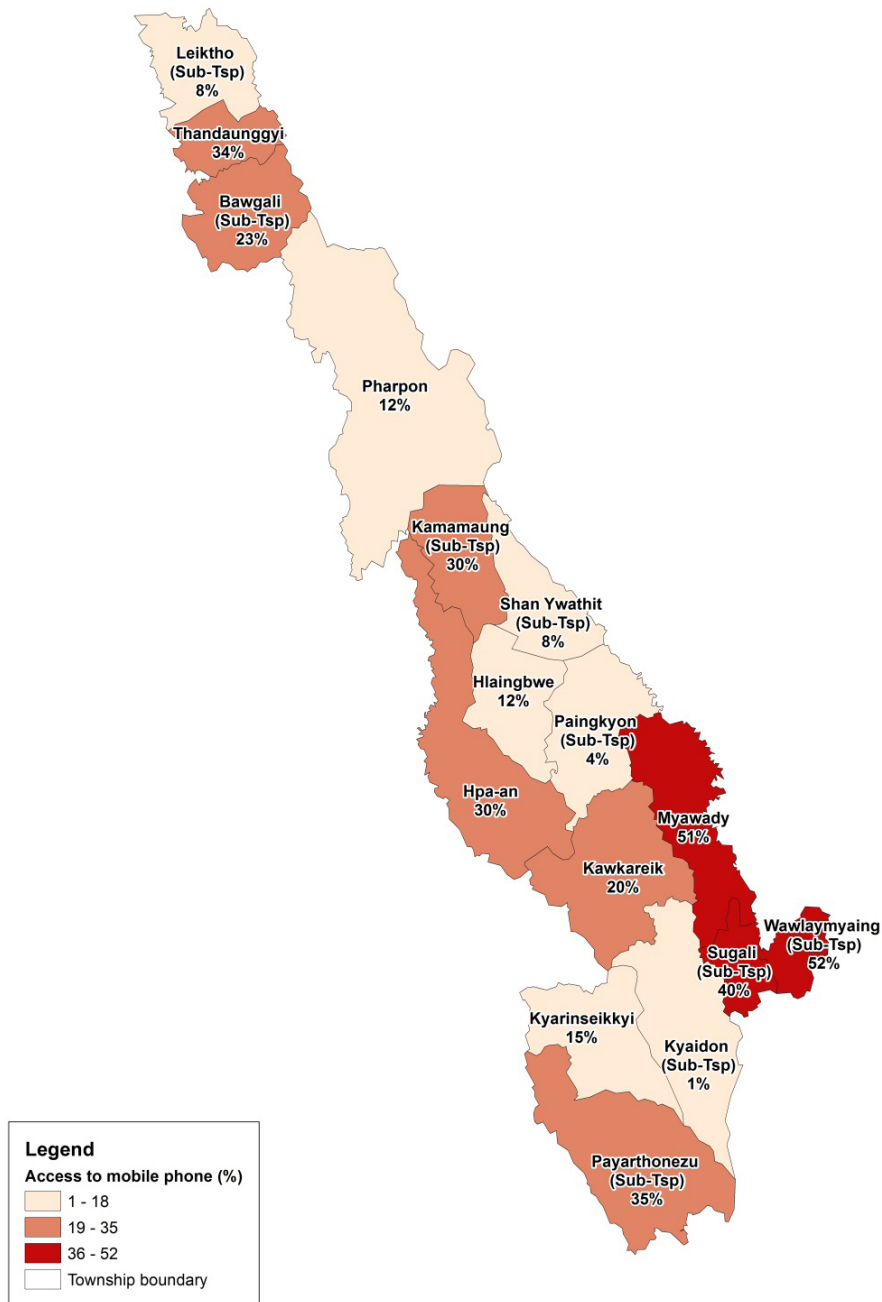 Leiktho
(Sub-Tsp)
8%
Thandaunggyi
34%
Bawgali
(Sub-Tsp)
23%
Pharpon
12%
Kamamaung
(Sub-Tsp)
30%
Shan Ywathit
(Sub-Tsp)
8%
Hlaingbwe
12%
Paingkyon
(Sub-Tsp)
4%
Hpa-an
30%
Myawady
51%
Kawkareik
20%
Wawlaymyaing
(Sub-Tsp)
52%
Sugali
(Sub-Tsp)
40%
Kyarinseikkyi
15%
Kyaidon
(Sub-Tsp)
1%
Payarthonezu
(Sub-Tsp)
35%
Legend
Access to mobile phone (%)
1 - 18
19 - 35
36 - 52
Township boundary